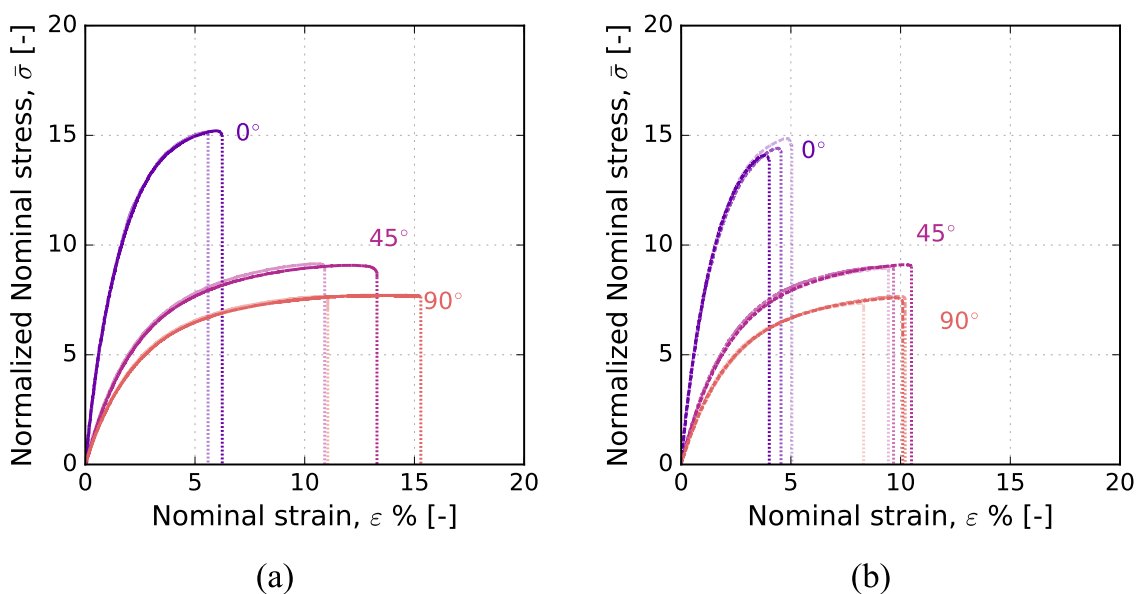 20
15
10
5
0
0 5 10 15 20
Normalized Nominal stress, σ̄ [-]
Nominal strain, ε % [-]
0°
45°
90°
(a)
20
15
10
5
0
0 5 10 15 20
Normalized Nominal stress, σ̄ [-]
Nominal strain, ε % [-]
0°
45°
90°
(b)